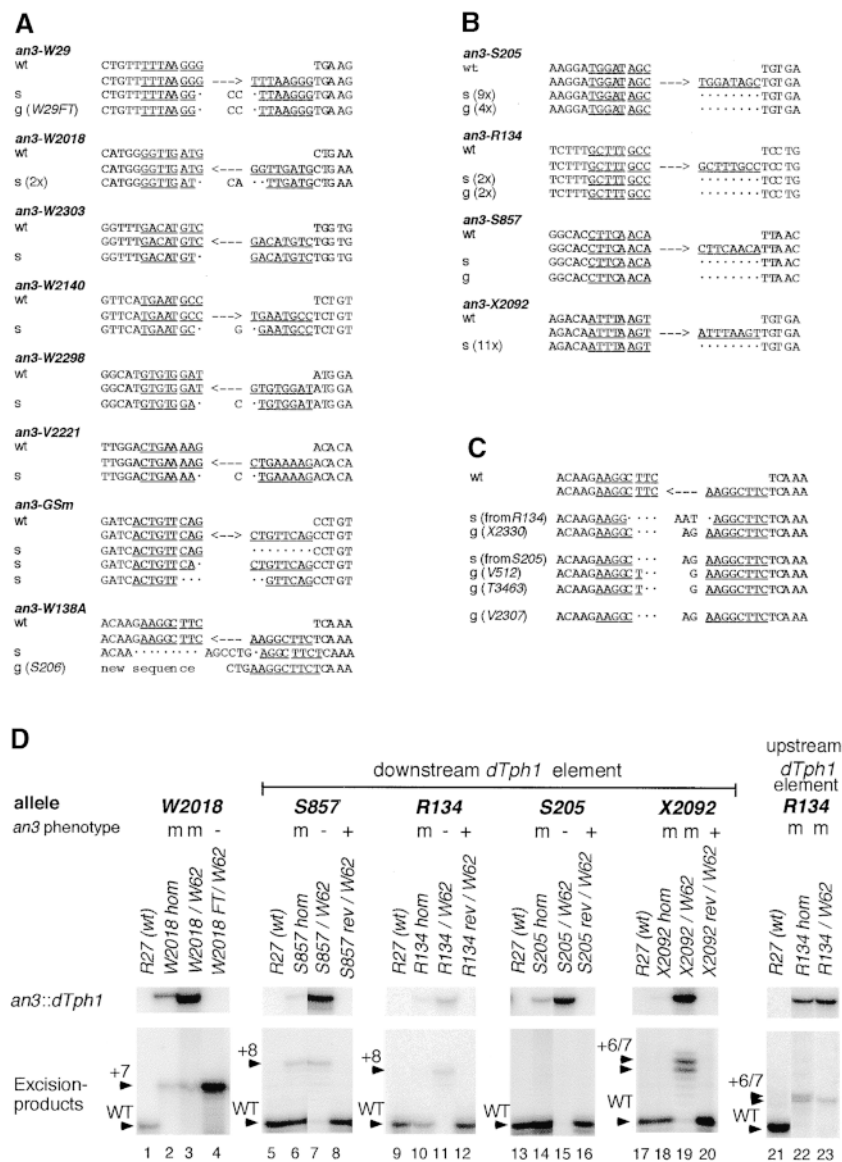 A
an3-W29
wt CTGTTTTTAAGGG TGAAG
CTGTTTTTAAGGG ---> TTTAAGGGTGAAG
s CTGTTTTTAAGG· CC ·TTAAGGGTGAAG
g (W29FT) CTGTTTTTAAGG· CC ·TTAAGGGTGAAG
an3-W2018
wt CATGGGGTTGATG CTGAA
CATGGGGTTGATG <--- GGTTGATGCTGAA
s (2x) CATGGGGTTGAT· CA ··TTGATGCTGAA
an3-W2303
wt GGTTTGACATGTC TGGTG
GGTTTGACATGTC <--- GACATGTCTGGTG
s GGTTTGACATGT· GACATGTCTGGTG
an3-W2140
wt GTTCATGAATGCC TCTGT
GTTCATGAATGCC ---> TGAATGCCTCTGT
s GTTCATGAATGC· G ·GAATGCCTCTGT
an3-W2298
wt GGCATGTGTGGAT ATGGA
GGCATGTGTGGAT <--- GTGTGGATATGGA
s GGCATGTGTGGA· C ·TGTGGATATGGA
an3-V2221
wt TTGGACTGAAAAG ACACA
TTGGACTGAAAAG <--- CTGAAAAGACACA
s TTGGACTGAAAA· C ·TGAAAAGACACA
an3-GSm
wt GATCACTGTTCAG CCTGT
GATCACTGTTCAG <--> CTGTTCAGCCTGT
s GATCACTGTTCAG ········CCTGT
s GATCACTGTTCA· CTGTTCAGCCTGT
s GATCACTGTT··· ··GTTCAGCCTGT
an3-W138A
wt ACAAGAAGGCTTC TCAAA
ACAAGAAGGCTTC <--- AAGGCTTCTCAAA
s ACAA········· AGCCTG·AGGCTTCTCAAA
g (S206) new sequence CTGAAGGCTTCTCAAA
B
an3-S205
wt AAGGATGGATAGC TGTGA
AAGGATGGATAGC ---> TGGATAGCTGTGA
s (9x) AAGGATGGATAGC ········TGTGA
g (4x) AAGGATGGATAGC ········TGTGA
an3-R134
wt TCTTTGCTTTGCC TCCTG
TCTTTGCTTTGCC ---> GCTTTGCCTCCTG
s (2x) TCTTTGCTTTGCC ········TCCTG
g (2x) TCTTTGCTTTGCC ········TCCTG
an3-S857
wt GGCACCTTCAACA TTAAC
GGCACCTTCAACA ---> CTTCAACATTAAC
s GGCACCTTCAACA ········TTAAC
g GGCACCTTCAACA ········TTAAC
an3-X2092
wt AGACAATTTAAGT TGTGA
AGACAATTTAAGT ---> ATTTAAGTTGTGA
s (11x) AGACAATTTAAGT ········TGTGA
C
wt ACAAGAAGGCTTC TCAAA
ACAAGAAGGCTTC <--- AAGGCTTCTCAAA
s (from R134) ACAAGAAGG···· AAT ·AGGCTTCTCAAA
g (X2330) ACAAGAAGGC··· AG AAGGCTTCTCAAA
s (from S205) ACAAGAAGGC··· AG AAGGCTTCTCAAA
g (V512) ACAAGAAGGCT·· G AAGGCTTCTCAAA
g (T3463) ACAAGAAGGCT·· G AAGGCTTCTCAAA
g (V2307) ACAAGAAGGC··· AG AAGGCTTCTCAAA
D
downstream dTph1 element
upstream dTph1 element
allele W2018 S857 R134 S205 X2092 R134
an3 phenotype m m - m - + m - + m - + m m + m m
R27 (wt) W2018 hom W2018 / W62 W2018 FT/ W62 R27 (wt) S857 hom S857 / W62 S857 rev / W62 R27 (wt) R134 hom R134 / W62 R134 rev / W62 R27 (wt) S205 hom S205 / W62 S205 rev / W62 R27 (wt) X2092 hom X2092 / W62 X2092 rev / W62 R27 (wt) R134 hom R134 / W62
an3::dTph1
+7 +8 +8 +6/7 +6/7
Excision-products
WT WT WT WT WT WT
1 2 3 4 5 6 7 8 9 10 11 12 13 14 15 16 17 18 19 20 21 22 23